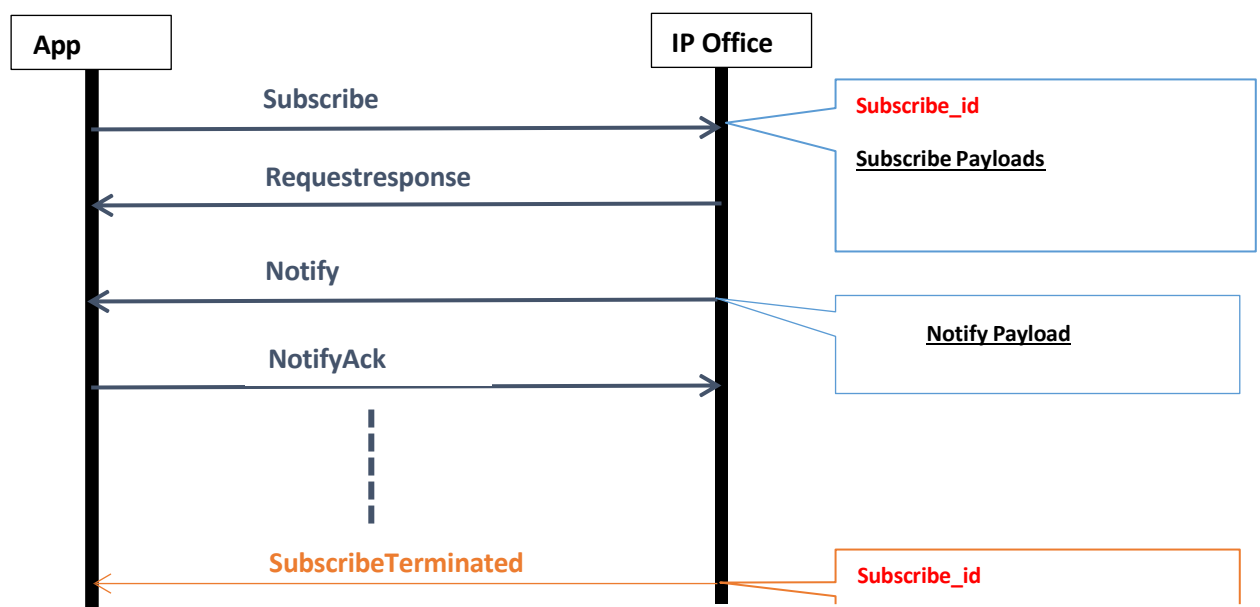 App
IP Office
Subscribe
Subscribe_id
Subscribe Payloads
Requestresponse
Notify
Notify Payload
NotifyAck
SubscribeTerminated
Subscribe_id